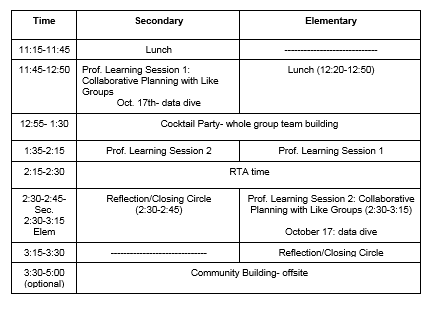 Time Secondary Elementary
11:15-11:45 Lunch ------------------------------
11:45-12:50 Prof. Learning Session 1: Lunch (12:20-12:50)
Collaborative Planning with Like
Groups
Oct. 17th- data dive
12:55- 1:30 Cocktail Party- whole group team building
1:35-2:15 Prof. Learning Session 2 Prof. Learning Session 1
2:15-2:30 RTA time
2:30-2:45- Reflection/Closing Circle Prof. Learning Session 2: Collaborative
Sec. (2:30-2:45) Planning with Like Groups (2:30-3:15)
2:30-3:15
Elem October 17: data dive
3:15-3:30 ------------------------------- Reflection/Closing Circle
3:30-5:00 Community Building- offsite
(optional)